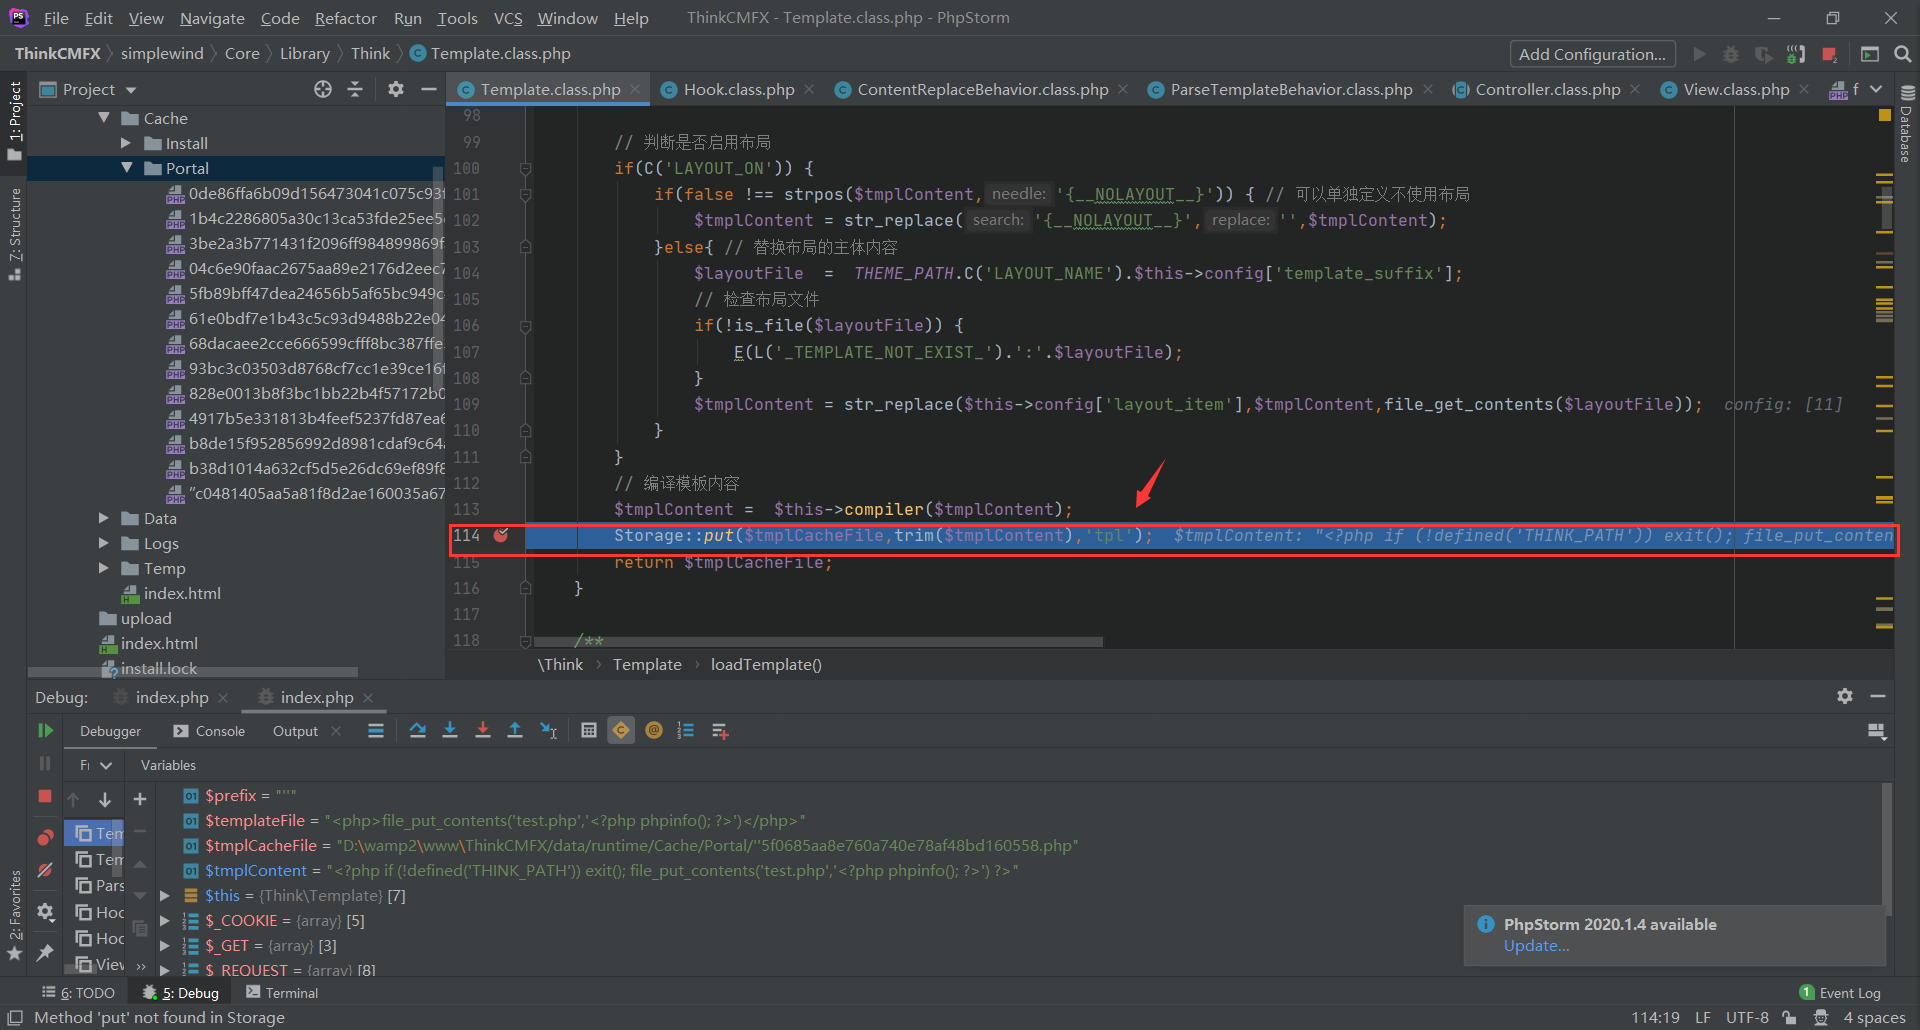 File Edit View Navigate Code Refactor Run Tools VCS Window Help ThinkCMFX - Template.class.php - PhpStorm
ThinkCMFX simplewind Core Library Think Template.class.php Add Configuration...
Project
Template.class.php Hook.class.php ContentReplaceBehavior.class.php ParseTemplateBehavior.class.php Controller.class.php View.class.php f
1: Project
7: Structure
2: Favorites
Database
Cache
Install
Portal
0de86ffa6b09d156473041c075c93f
1b4c2286805a30c13ca53fde25ee5
3be2a3b771431f2096ff984899869f
04c6e90faac2675aa89e2176d2eec7
5fb89bff47dea24656b5af65bc949c
61e0bdf7e1b43c5c93d9488b22e04
68dacaee2cce666599cfff8bc387ffe
93bc3c03503d8768cf7cc1e39ce16f
828e0013b8f3bc1bb22b4f57172b0
4917b5e331813b4feef5237fd87ea6
b8de15f952856992d8981cdaf9c64a
b38d1014a632cf5d5e26dc69ef89f8
''c0481405aa5a81f8d2ae160035a67
Data
Logs
Temp
index.html
upload
index.html
install.lock
98
99 // 判断是否启用布局
100 if(C('LAYOUT_ON')) {
101 if(false !== strpos($tmplContent, needle: '{__NOLAYOUT__}')) { // 可以单独定义不使用布局
102 $tmplContent = str_replace( search: '{__NOLAYOUT__}', replace: '',$tmplContent);
103 }else{ // 替换布局的主体内容
104 $layoutFile = THEME_PATH.C('LAYOUT_NAME').$this->config['template_suffix'];
105 // 检查布局文件
106 if(!is_file($layoutFile)) {
107 E(L('_TEMPLATE_NOT_EXIST_').':'.$layoutFile);
108 }
109 $tmplContent = str_replace($this->config['layout_item'],$tmplContent,file_get_contents($layoutFile)); config: [11]
110 }
111 }
112 // 编译模板内容
113 $tmplContent = $this->compiler($tmplContent);
114 Storage::put($tmplCacheFile,trim($tmplContent),'tpl'); $tmplContent: "<?php if (!defined('THINK_PATH')) exit(); file_put_conten
115 return $tmplCacheFile;
116 }
117
118 /**
\Think Template loadTemplate()
Debug: index.php index.php
Debugger Console Output
Fr Variables
$prefix = "''"
$templateFile = "<php>file_put_contents('test.php','<?php phpinfo(); ?>')</php>"
$tmplCacheFile = "D:\wamp2\www\ThinkCMFX/data/runtime/Cache/Portal/''5f0685aa8e760a740e78af48bd160558.php"
$tmplContent = "<?php if (!defined('THINK_PATH')) exit(); file_put_contents('test.php','<?php phpinfo(); ?>') ?>"
$this = {Think\Template} [7]
$_COOKIE = {array} [5]
$_GET = {array} [3]
$_REQUEST = {array} [8]
Tem
Tem
Pars
Hoo
Hoo
View
PhpStorm 2020.1.4 available
Update...
6: TODO 5: Debug Terminal 1 Event Log
Method 'put' not found in Storage 114:19 LF UTF-8 4 spaces